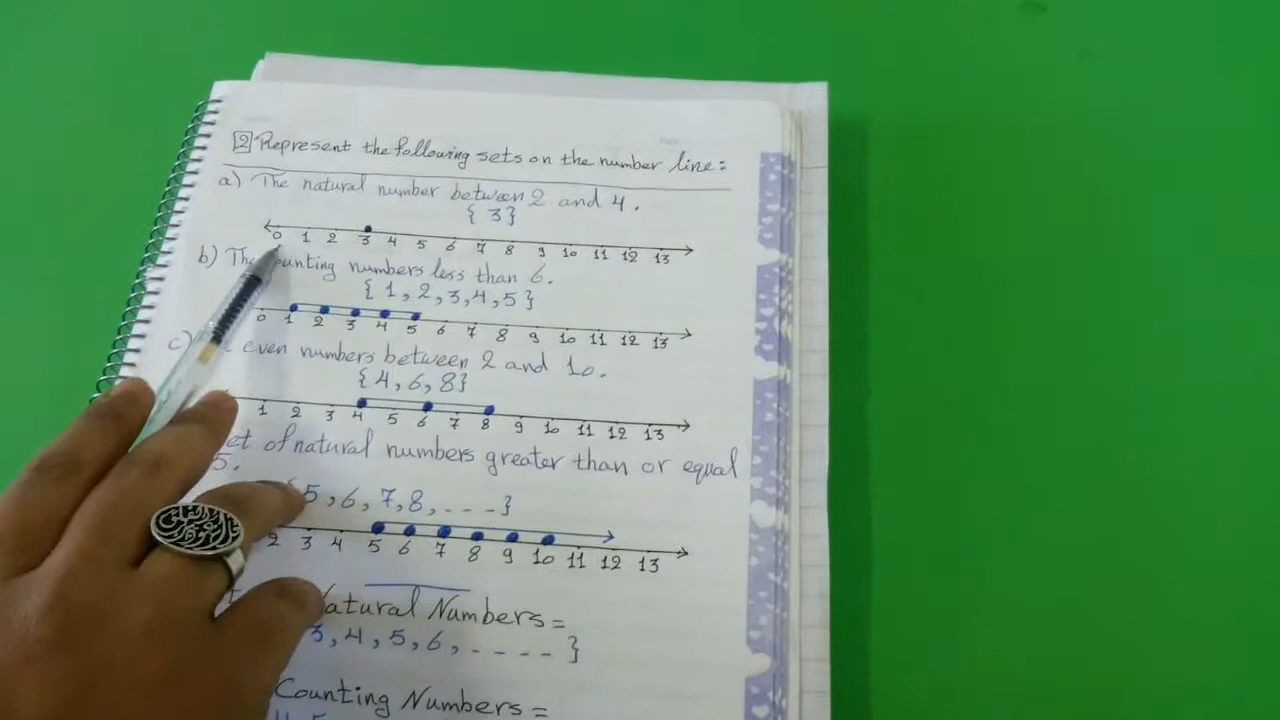 2 Represent the following sets on the number line:
a) The natural number between 2 and 4.
{ 3 }
0 1 2 3 4 5 6 7 8 9 10 11 12 13
b) The counting numbers less than 6.
{ 1, 2, 3, 4, 5 }
0 1 2 3 4 5 6 7 8 9 10 11 12 13
c) even numbers between 2 and 10.
{4, 6, 8}
1 2 3 4 5 6 7 8 9 10 11 12 13
of natural numbers greater than or equal
5.
5, 6, 7, 8, - - - }
2 3 4 5 6 7 8 9 10 11 12 13
Natural Numbers =
3, 4, 5, 6, - - - - }
Counting Numbers =